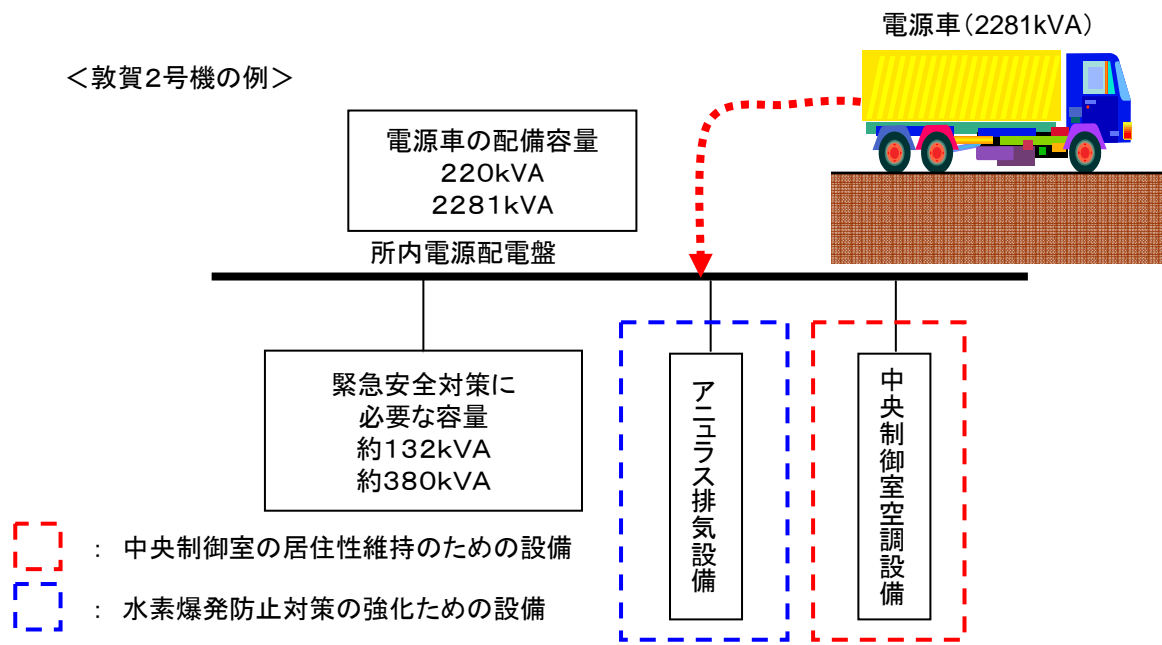 電源車(2281kVA)
<敦賀2号機の例>
電源車の配備容量
220kVA
2281kVA
所内電源配電盤
緊急安全対策に
必要な容量
約132kVA
約380kVA
アニュラス排気設備
中央制御室空調設備
: 中央制御室の居住性維持のための設備
: 水素爆発防止対策の強化ための設備